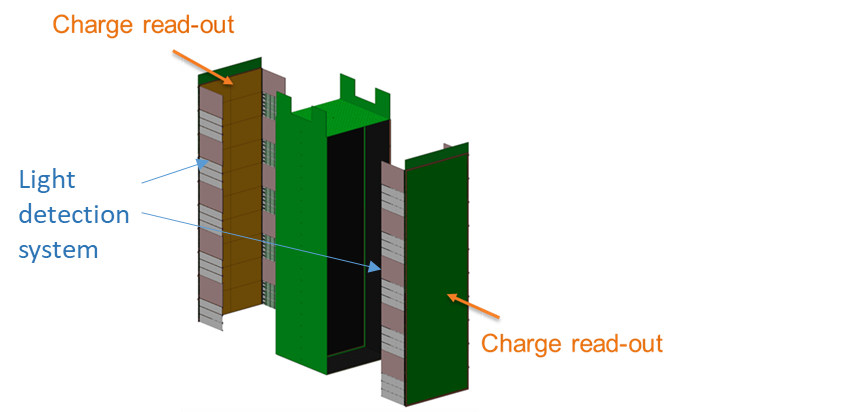 Charge read-out
Light
detection
system
Charge read-out